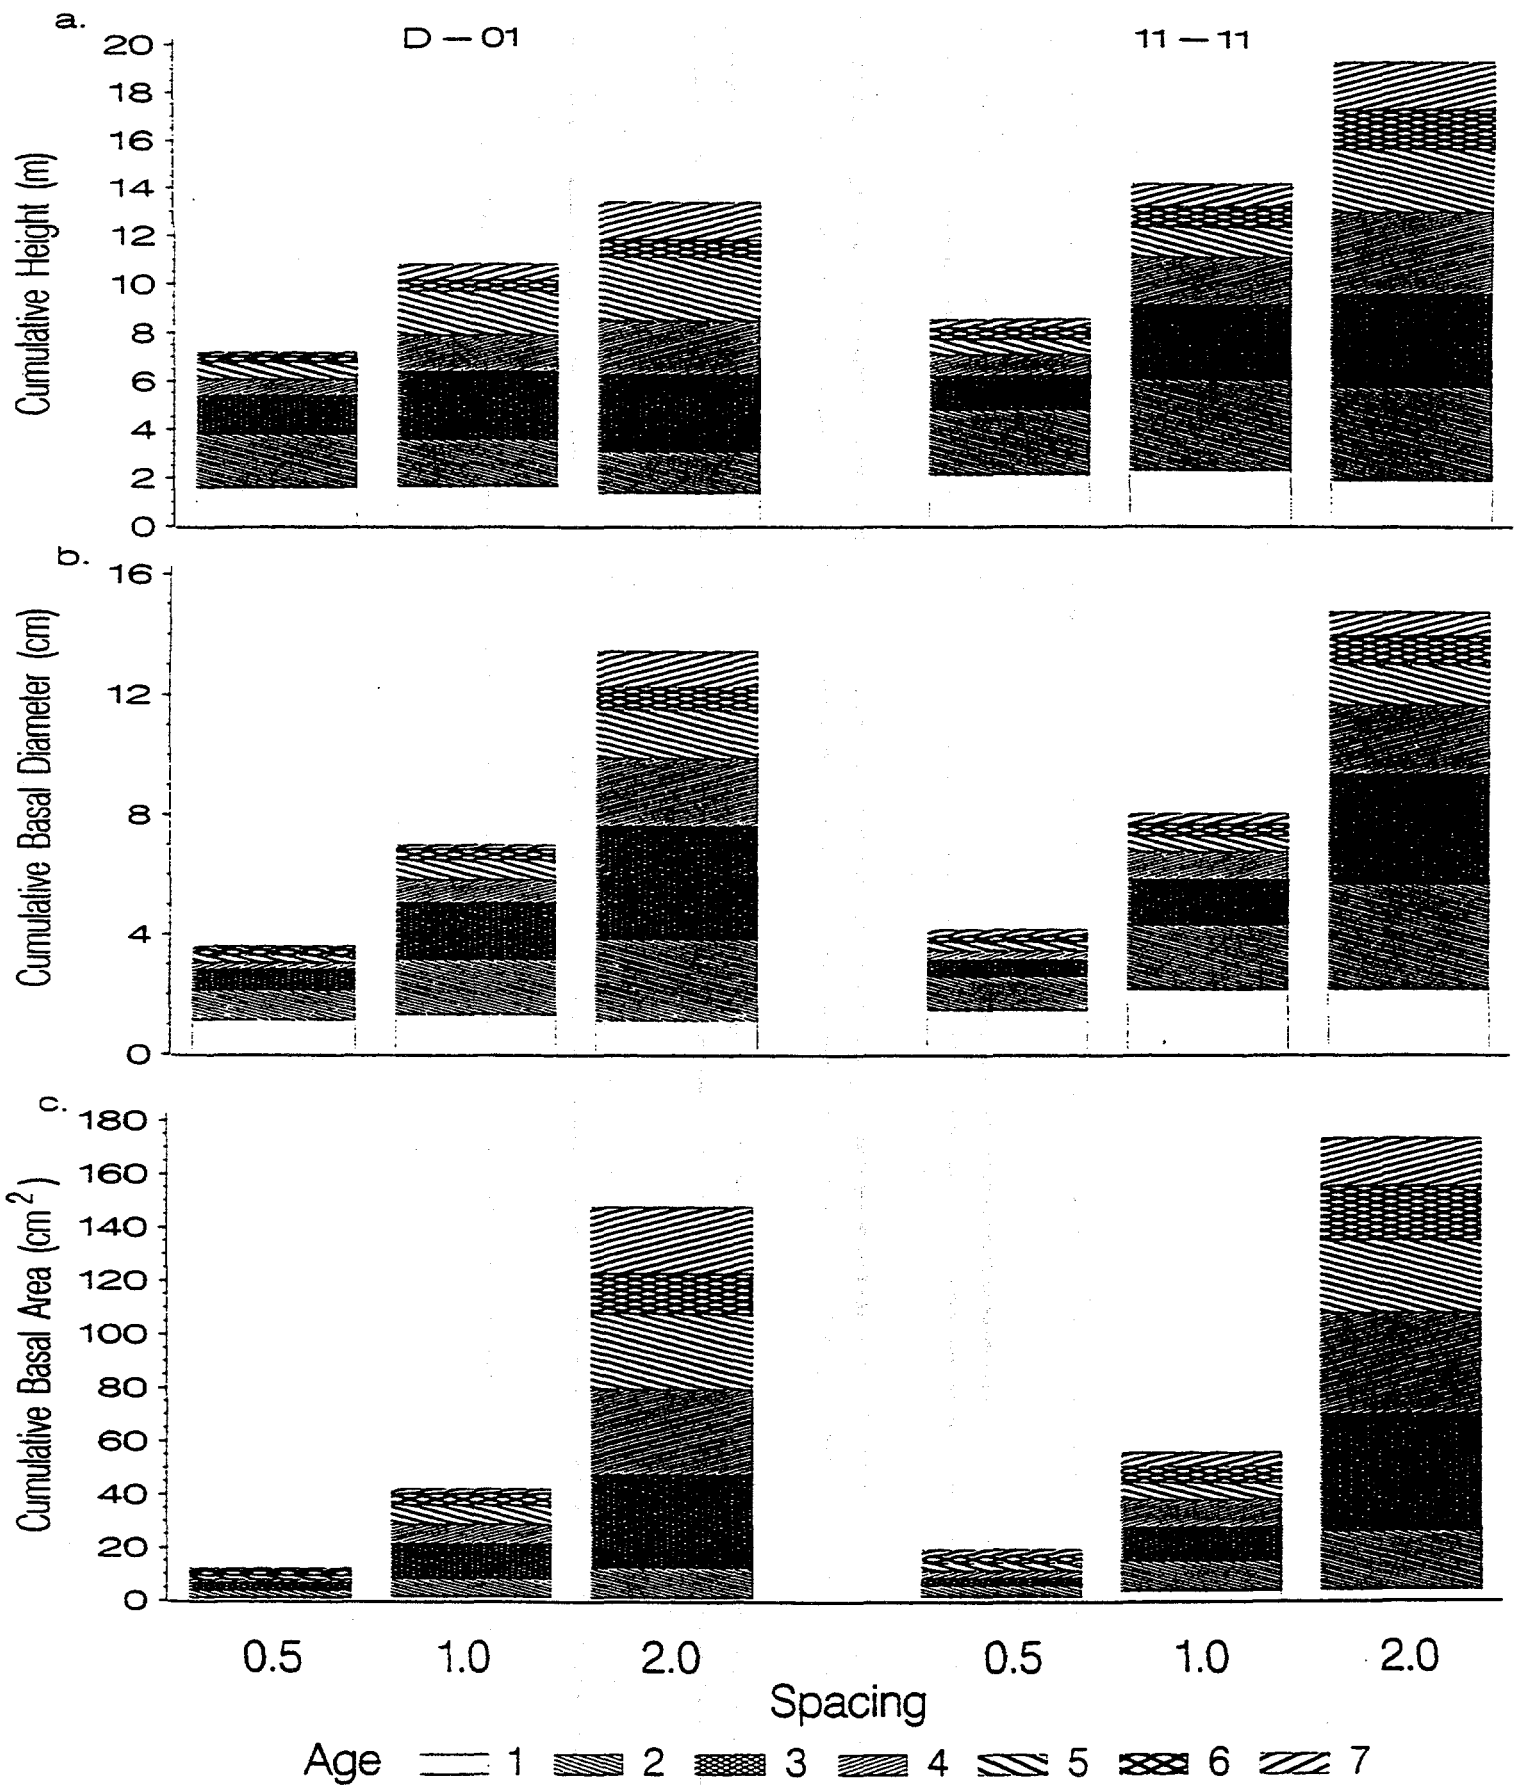 a.
D – 01 11 – 11
Cumulative Height (m)
20
18
16
14
12
10
8
6
4
2
0
b.
Cumulative Basal Diameter (cm)
16
12
8
4
0
c.
Cumulative Basal Area (cm²)
180
160
140
120
100
80
60
40
20
0
0.5 1.0 2.0 0.5 1.0 2.0
Spacing
Age 1 2 3 4 5 6 7